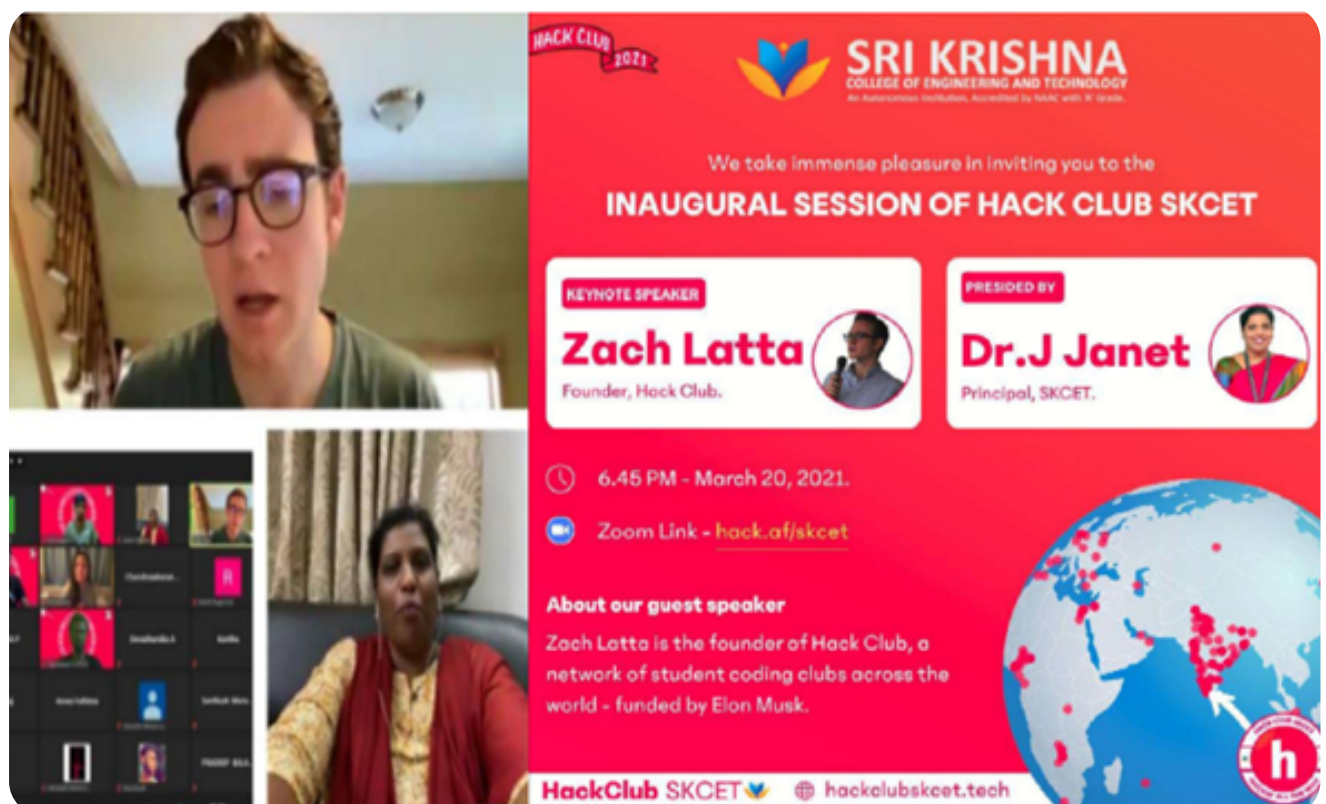 HACK CLUB
2021
SRI KRISHNA
COLLEGE OF ENGINEERING AND TECHNOLOGY
An Autonomous Institution, Accredited by NAAC with 'A' Grade.
We take immense pleasure in inviting you to the
INAUGURAL SESSION OF HACK CLUB SKCET
KEYNOTE SPEAKER
Zach Latta
Founder, Hack Club.
PRESIDED BY
Dr.J Janet
Principal, SKCET.
6.45 PM - March 20, 2021.
Zoom Link - hack.af/skcet
About our guest speaker
Zach Latta is the founder of Hack Club, a
network of student coding clubs across the
world - funded by Elon Musk.
R
h
HackClub SKCET
hackclubskcet.tech